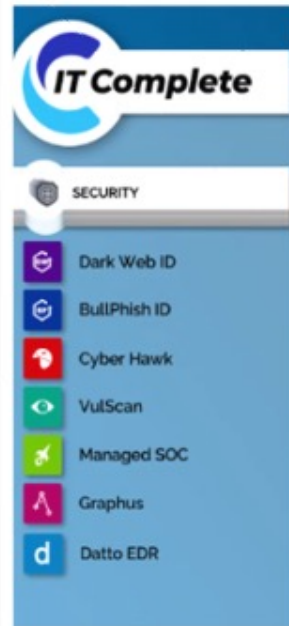 IT Complete
SECURITY
Dark Web ID
BullPhish ID
Cyber Hawk
VulScan
Managed SOC
Graphus
d Datto EDR